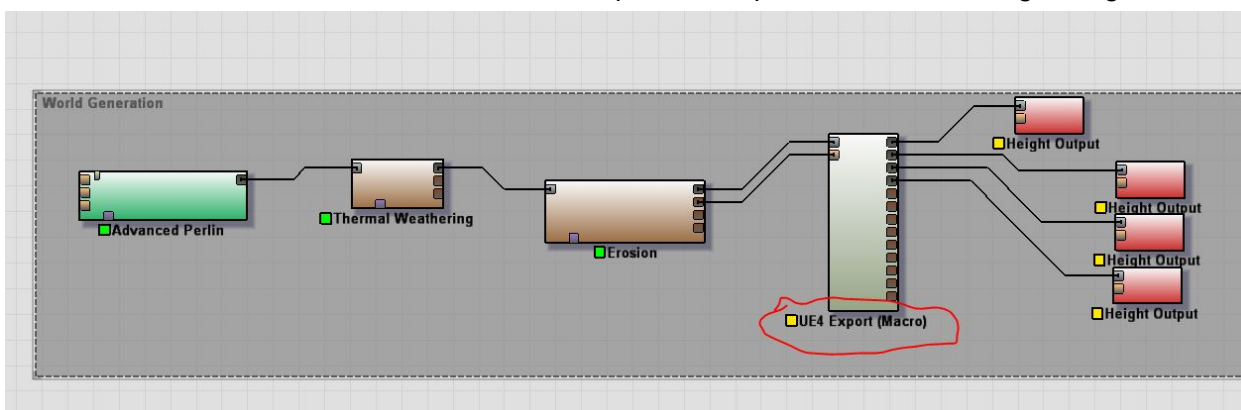 World Generation
Height Output
Thermal Weathering
Advanced Perlin
Erosion
Height Output
Height Output
Height Output
UE4 Export (Macro)